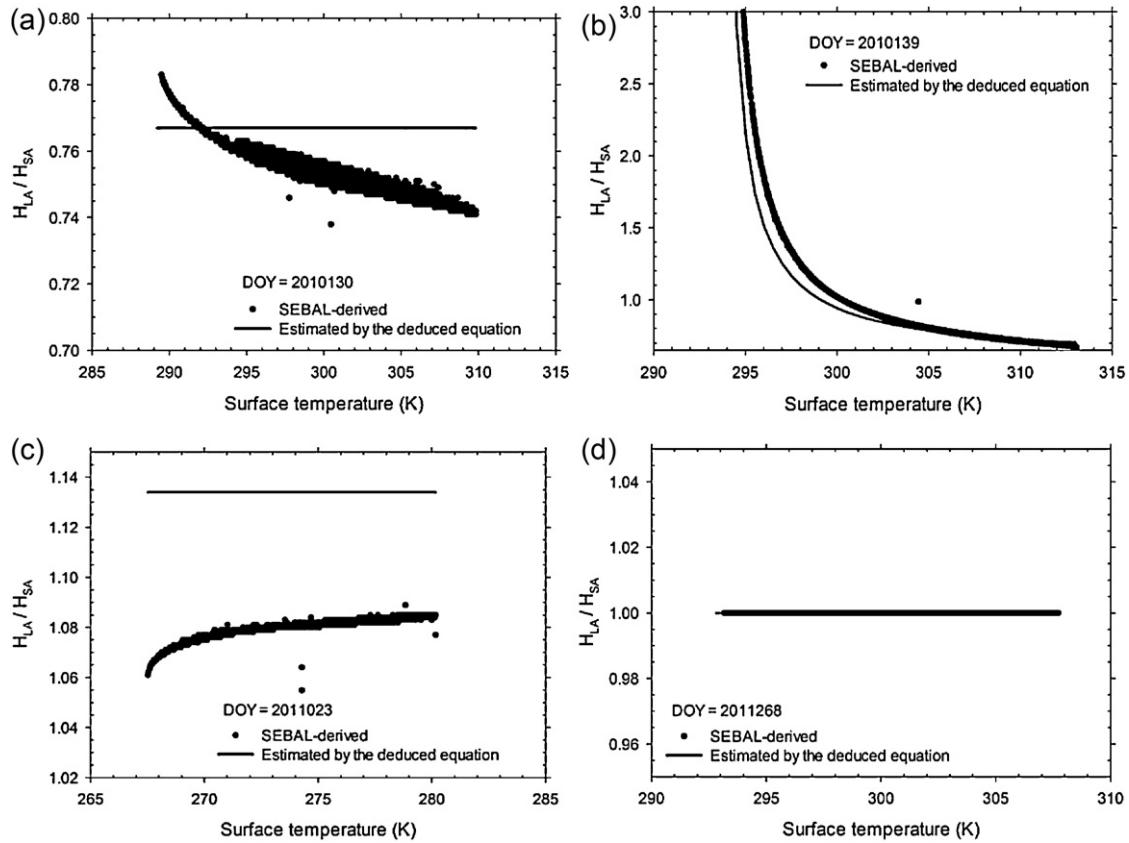 (a)
0.80
0.78
0.76
0.74
0.72
0.70
H_LA / H_SA
DOY = 2010130
SEBAL-derived
Estimated by the deduced equation
285 290 295 300 305 310 315
Surface temperature (K)
(b)
3.0
2.5
2.0
1.5
1.0
H_LA / H_SA
DOY = 2010139
SEBAL-derived
Estimated by the deduced equation
290 295 300 305 310 315
Surface temperature (K)
(c)
1.14
1.12
1.10
1.08
1.06
1.04
1.02
H_LA / H_SA
DOY = 2011023
SEBAL-derived
Estimated by the deduced equation
265 270 275 280 285
Surface temperature (K)
(d)
1.04
1.02
1.00
0.98
0.96
H_LA / H_SA
DOY = 2011268
SEBAL-derived
Estimated by the deduced equation
290 295 300 305 310
Surface temperature (K)